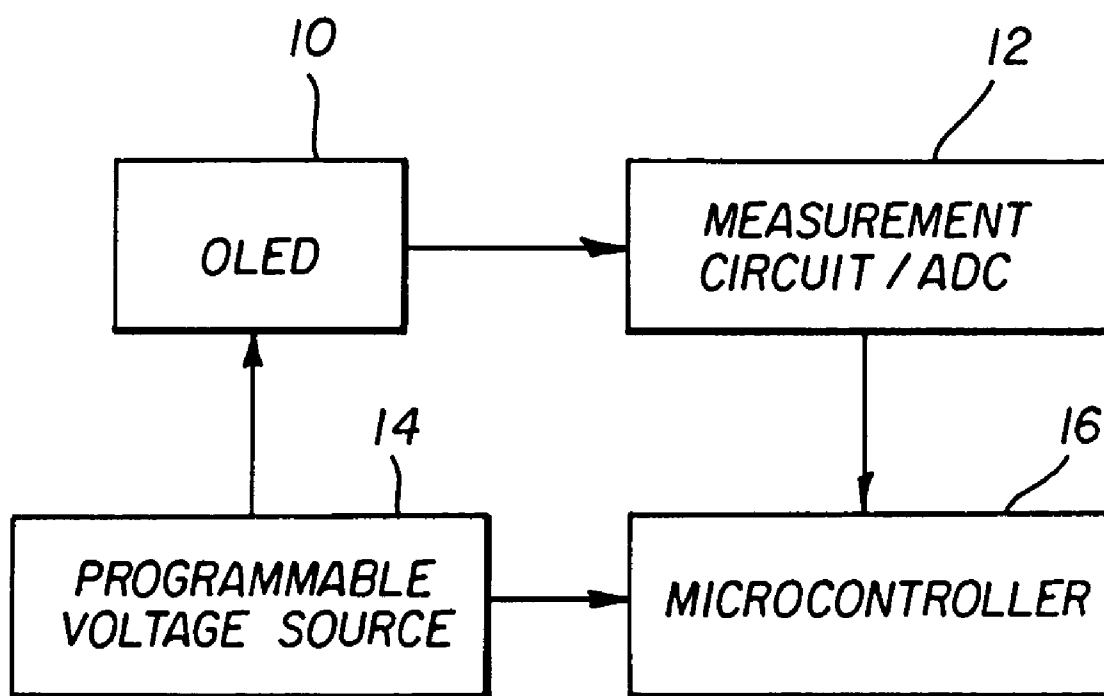 10
12
OLED
MEASUREMENT
CIRCUIT / ADC
14
16
PROGRAMMABLE
VOLTAGE SOURCE
MICROCONTROLLER